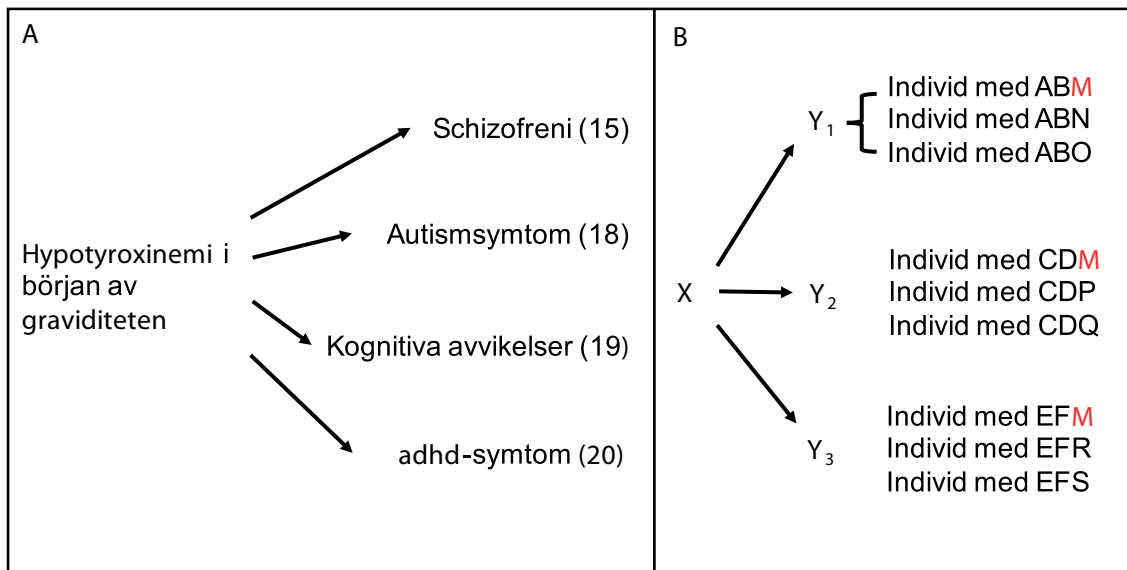 A
Schizofreni (15)
Autismsymtom (18)
Hypotyroxinemi i
början av
graviditeten
Kognitiva avvikelser (19)
adhd-symtom (20)
B
X
Y1
Individ med ABM
Individ med ABN
Individ med ABO
Y2
Individ med CDM
Individ med CDP
Individ med CDQ
Y3
Individ med EFM
Individ med EFR
Individ med EFS